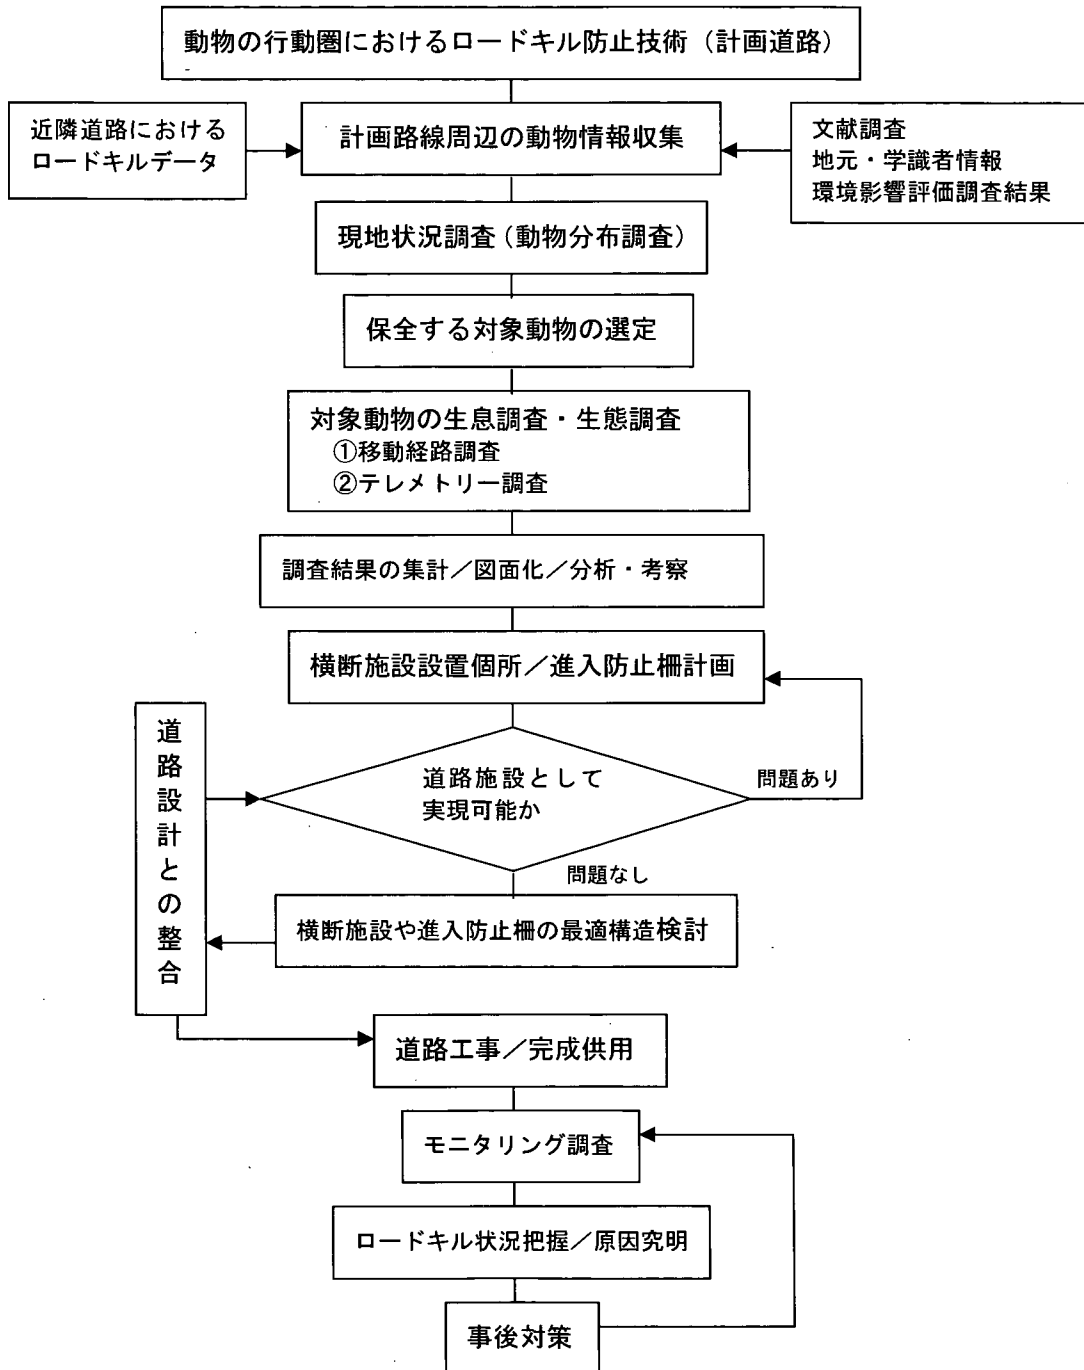 動物の行動圏におけるロードキル防止技術（計画道路）
近隣道路における
ロードキルデータ
計画路線周辺の動物情報収集
文献調査
地元・学識者情報
環境影響評価調査結果
現地状況調査（動物分布調査）
保全する対象動物の選定
対象動物の生息調査・生態調査
①移動経路調査
②テレメトリー調査
調査結果の集計／図面化／分析・考察
横断施設設置個所／進入防止柵計画
道路設計との整合
道路施設として
実現可能か
問題あり
問題なし
横断施設や進入防止柵の最適構造検討
道路工事／完成供用
モニタリング調査
ロードキル状況把握／原因究明
事後対策